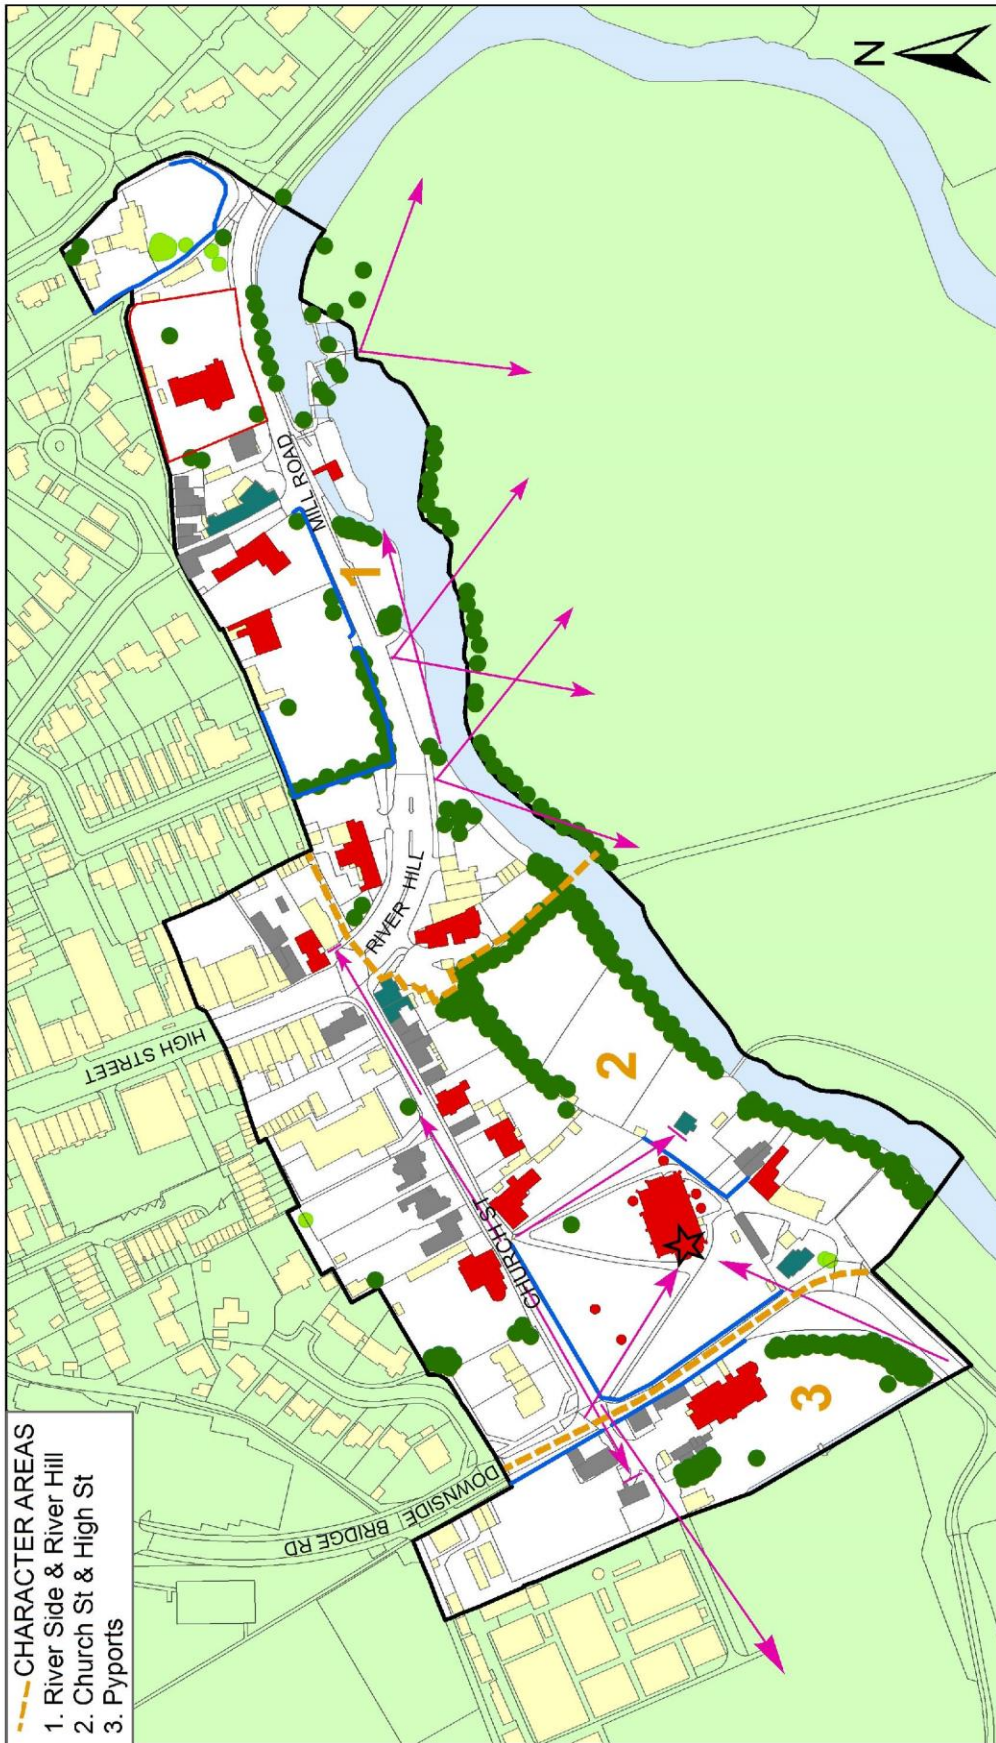 CHARACTER AREAS
1. River Side & River Hill
2. Church St & High St
3. Pyports
N
MILL ROAD
1
RIVER HILL
HIGH STREET
2
CHURCH ST
3
DOWNSIDE BRIDGE RD